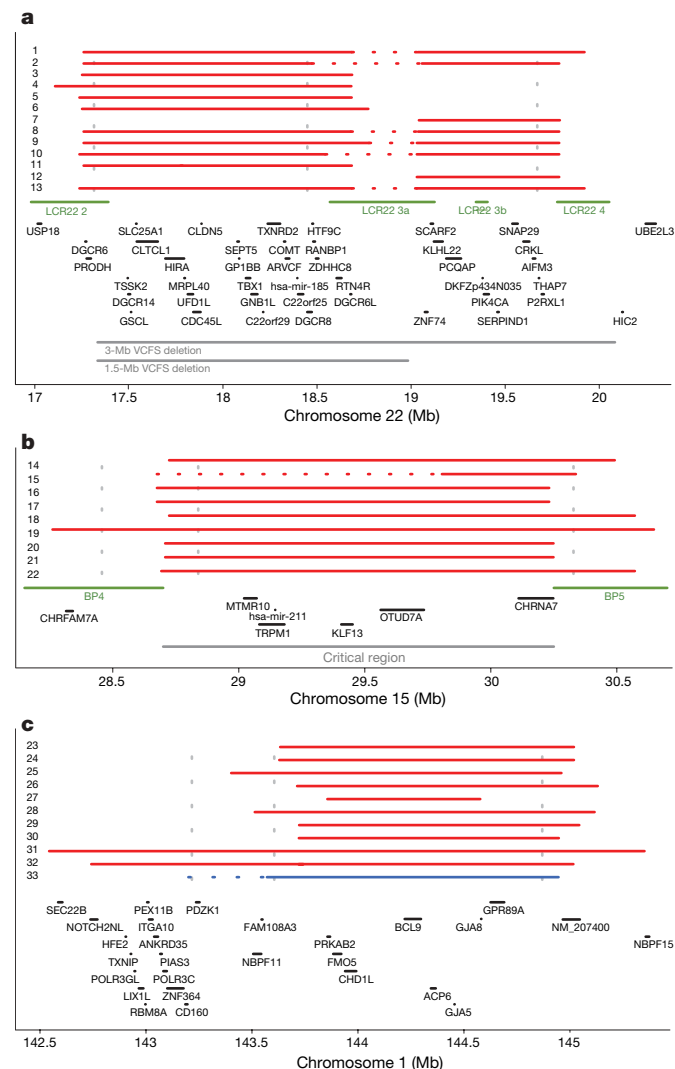 a
1
2
3
4
5
6
7
8
9
10
11
12
13
LCR22 2 LCR22 3a LCR22 3b LCR22 4
USP18 SLC25A1 CLDN5 TXNRD2 HTF9C SCARF2 SNAP29 UBE2L3
DGCR6 CLTCL1 SEPT5 COMT RANBP1 KLHL22 CRKL
PRODH HIRA GP1BB ARVCF ZDHHC8 PCQAP AIFM3
TSSK2 MRPL40 TBX1 hsa-mir-185 RTN4R DKFZp434N035 THAP7
DGCR14 UFD1L GNB1L C22orf25 DGCR6L PIK4CA P2RXL1
GSCL CDC45L C22orf29 DGCR8 ZNF74 SERPIND1 HIC2
3-Mb VCFS deletion
1.5-Mb VCFS deletion
17 17.5 18 18.5 19 19.5 20
Chromosome 22 (Mb)
b
14
15
16
17
18
19
20
21
22
BP4 BP5
CHRFAM7A MTMR10 OTUD7A CHRNA7
hsa-mir-211
TRPM1 KLF13
Critical region
28.5 29 29.5 30 30.5
Chromosome 15 (Mb)
c
23
24
25
26
27
28
29
30
31
32
33
SEC22B PEX11B PDZK1 GPR89A
NOTCH2NL ITGA10 FAM108A3 BCL9 GJA8 NM_207400
HFE2 ANKRD35 PRKAB2 NBPF15
TXNIP PIAS3 NBPF11 FMO5
POLR3GL POLR3C CHD1L
LIX1L ZNF364 ACP6
RBM8A CD160 GJA5
142.5 143 143.5 144 144.5 145
Chromosome 1 (Mb)